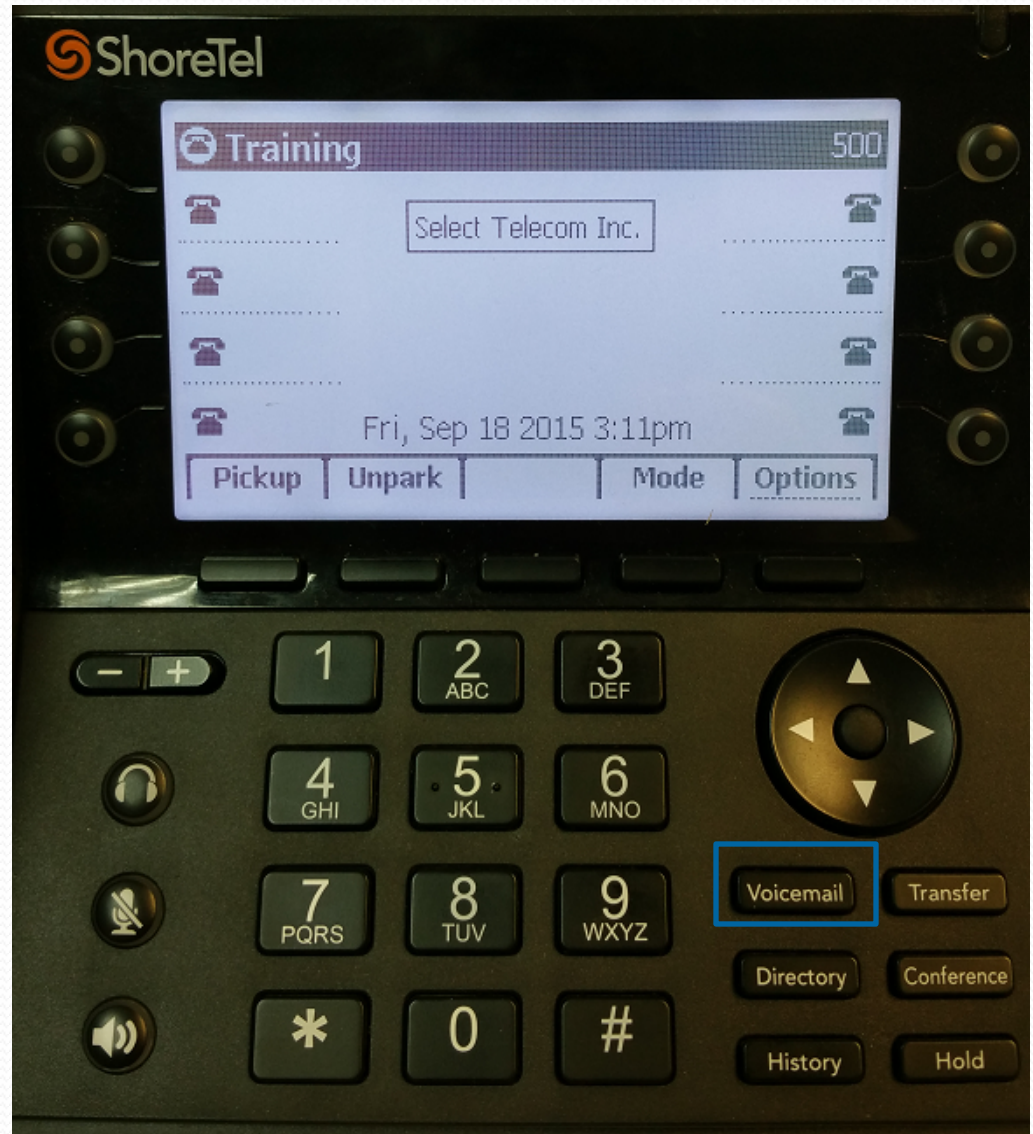 ShoreTel
Training 500
Select Telecom Inc.
Fri, Sep 18 2015 3:11pm
Pickup Unpark Mode Options
- + 1 2 3
ABC DEF
4 5 6
GHI JKL MNO
7 8 9 Voicemail Transfer
PQRS TUV WXYZ
Directory Conference
* 0 #
History Hold